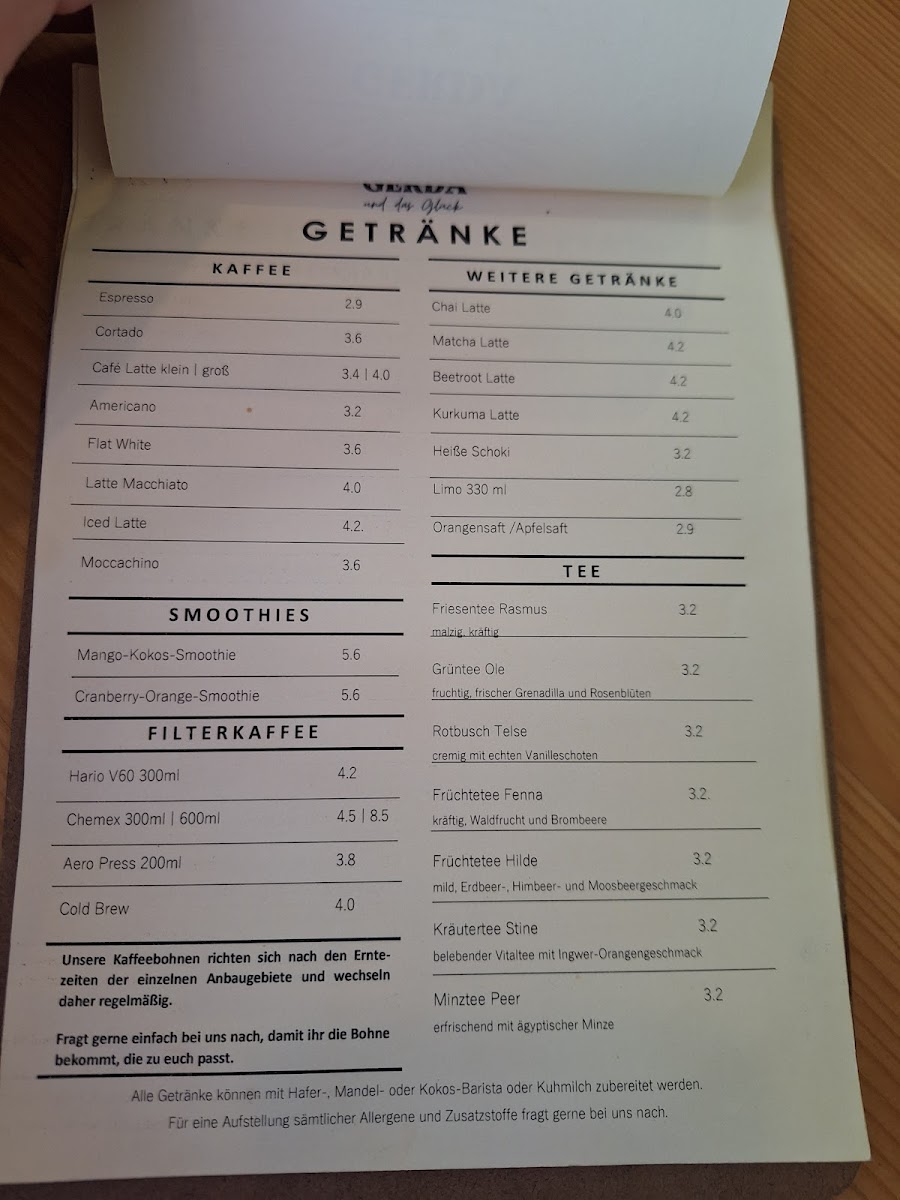 GERDA
und das Glück
GETRÄNKE
KAFFEE
Espresso 2.9
Cortado 3.6
Café Latte klein | groß 3.4 | 4.0
Americano 3.2
Flat White 3.6
Latte Macchiato 4.0
Iced Latte 4.2.
Moccachino 3.6
SMOOTHIES
Mango-Kokos-Smoothie 5.6
Cranberry-Orange-Smoothie 5.6
FILTERKAFFEE
Hario V60 300ml 4.2
Chemex 300ml | 600ml 4.5 | 8.5
Aero Press 200ml 3.8
Cold Brew 4.0
Unsere Kaffeebohnen richten sich nach den Ernte-
zeiten der einzelnen Anbaugebiete und wechseln
daher regelmäßig.
Fragt gerne einfach bei uns nach, damit ihr die Bohne
bekommt, die zu euch passt.
WEITERE GETRÄNKE
Chai Latte 4.0
Matcha Latte 4.2
Beetroot Latte 4.2
Kurkuma Latte 4.2
Heiße Schoki 3.2
Limo 330 ml 2.8
Orangensaft /Apfelsaft 2.9
TEE
Friesentee Rasmus 3.2
malzig, kräftig
Grüntee Ole 3.2
fruchtig, frischer Grenadilla und Rosenblüten
Rotbusch Telse 3.2
cremig mit echten Vanilleschoten
Früchtetee Fenna 3.2.
kräftig, Waldfrucht und Brombeere
Früchtetee Hilde 3.2
mild, Erdbeer-, Himbeer- und Moosbeergeschmack
Kräutertee Stine 3.2
belebender Vitaltee mit Ingwer-Orangengeschmack
Minztee Peer 3.2
erfrischend mit ägyptischer Minze
Alle Getränke können mit Hafer-, Mandel- oder Kokos-Barista oder Kuhmilch zubereitet werden.
Für eine Aufstellung sämtlicher Allergene und Zusatzstoffe fragt gerne bei uns nach.